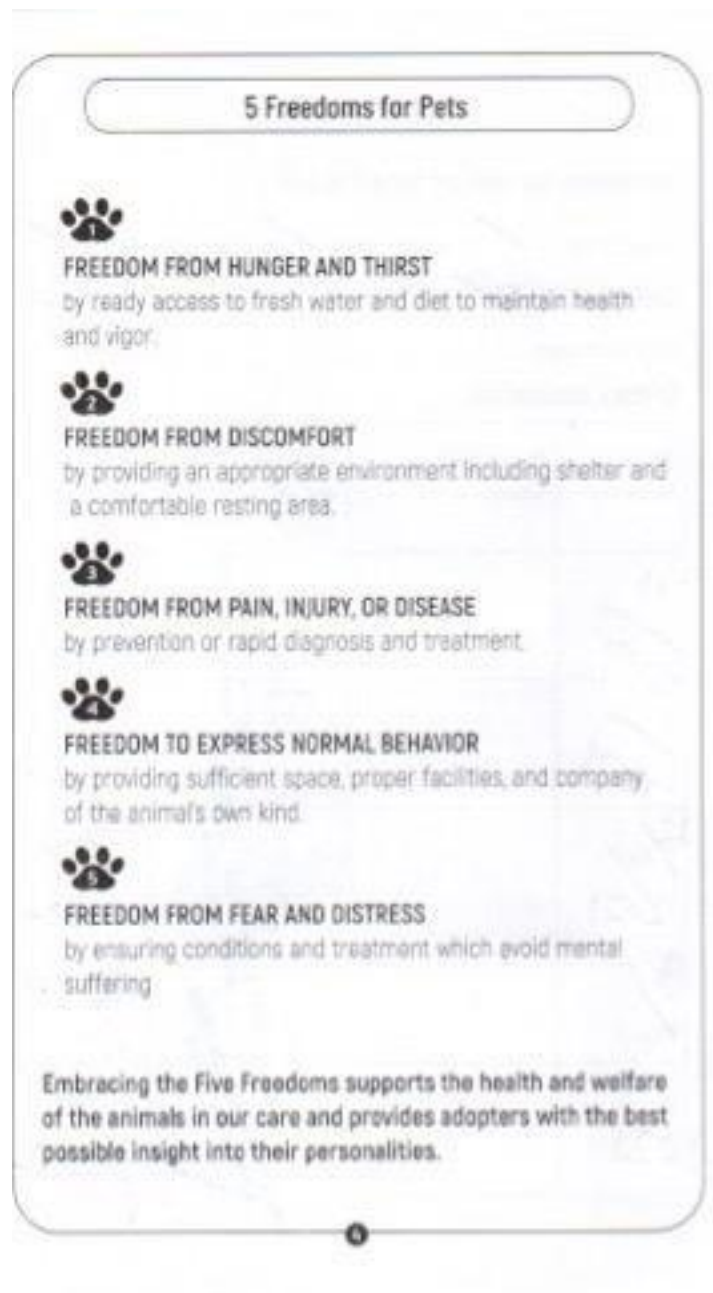 5 Freedoms for Pets
1
FREEDOM FROM HUNGER AND THIRST
by ready access to fresh water and diet to maintain health
and vigor.
2
FREEDOM FROM DISCOMFORT
by providing an appropriate environment including shelter and
a comfortable resting area.
3
FREEDOM FROM PAIN, INJURY, OR DISEASE
by prevention or rapid diagnosis and treatment.
4
FREEDOM TO EXPRESS NORMAL BEHAVIOR
by providing sufficient space, proper facilities, and company
of the animal's own kind.
5
FREEDOM FROM FEAR AND DISTRESS
by ensuring conditions and treatment which avoid mental
suffering
Embracing the Five Freedoms supports the health and welfare
of the animals in our care and provides adopters with the best
possible insight into their personalities.